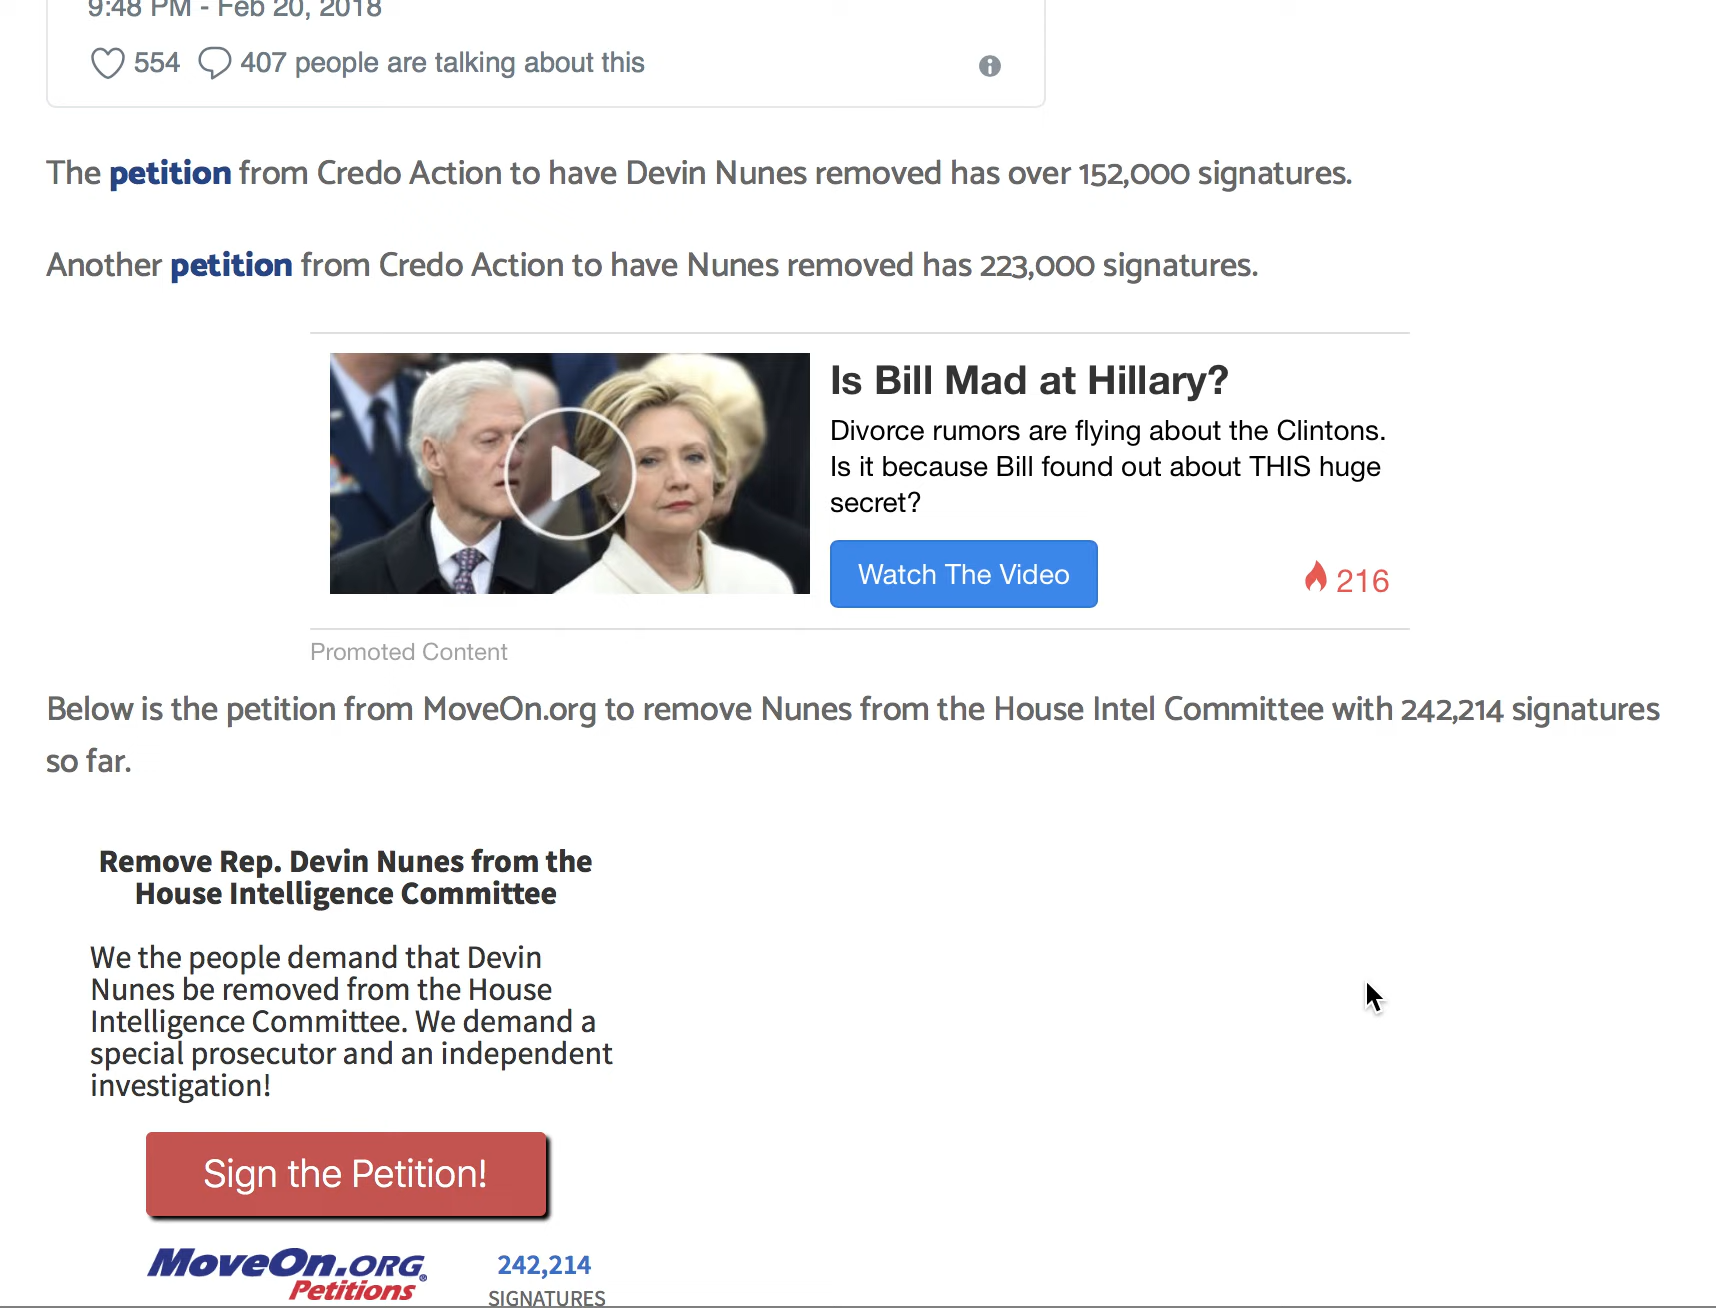 9:48 PM - Feb 20, 2018
554 407 people are talking about this
The petition from Credo Action to have Devin Nunes removed has over 152,000 signatures.
Another petition from Credo Action to have Nunes removed has 223,000 signatures.
Is Bill Mad at Hillary?
Divorce rumors are flying about the Clintons.
Is it because Bill found out about THIS huge
secret?
Watch The Video
216
Promoted Content
Below is the petition from MoveOn.org to remove Nunes from the House Intel Committee with 242,214 signatures
so far.
Remove Rep. Devin Nunes from the
House Intelligence Committee
We the people demand that Devin
Nunes be removed from the House
Intelligence Committee. We demand a
special prosecutor and an independent
investigation!
Sign the Petition!
MoveOn.ORG®
Petitions
242,214
SIGNATURES